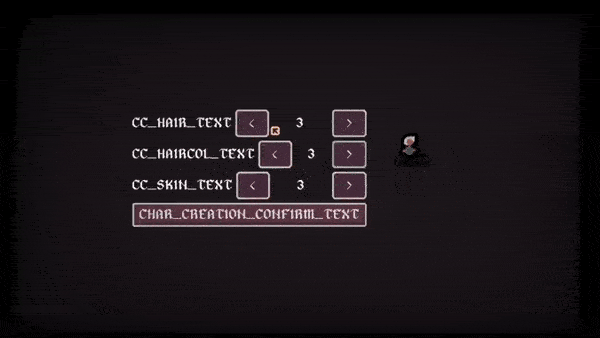 CC_HAIR_TEXT < 3 >
CC_HAIRCOL_TEXT < 3 >
CC_SKIN_TEXT < 3 >
CHAR_CREATION_CONFIRM_TEXT